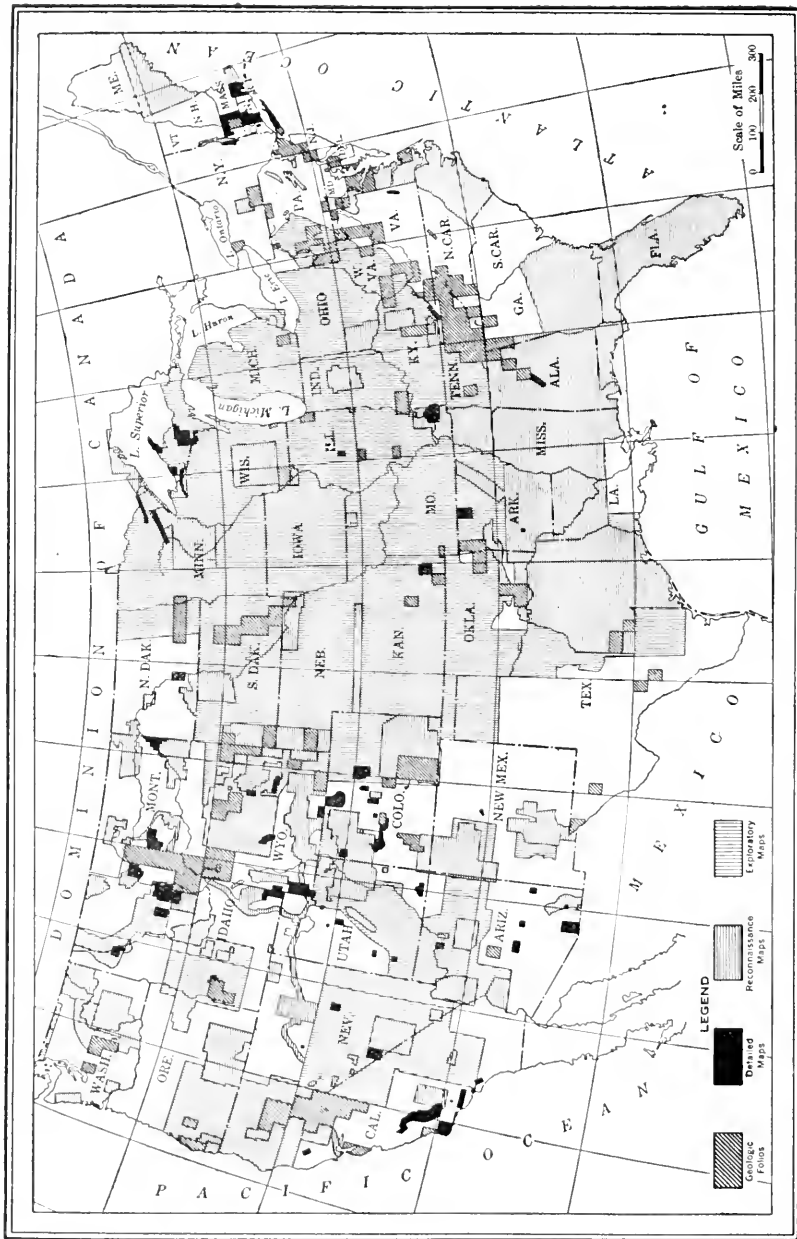 DOMINION OF CANADA
WASH.
MONT.
N. DAK
MINN.
L. Superior
WIS.
MICH.
L. Michigan
L. Huron
L. Ontario
L. Erie
N.Y.
VT.
N.H.
ME.
MASS.
ORE.
IDAHO
WYO.
S. DAK.
IOWA
NEB.
ILL.
IND.
OHIO
PA.
N.J.
DEL.
MD.
W.
VA.
VA.
NEV.
UTAH
COLO.
KAN.
MO.
KY.
TENN.
N. CAR.
S. CAR.
CAL.
ARIZ.
NEW MEX.
OKLA.
ARK.
TEX.
LA.
MISS.
ALA.
GA.
FLA.
PACIFIC OCEAN
ATLANTIC OCEAN
MEXICO
GULF OF
MEXICO
LEGEND
Geologic
Folios
Detailed
Maps
Reconnaissance
Maps
Exploratory
Maps
Scale of Miles
0 100 200 300